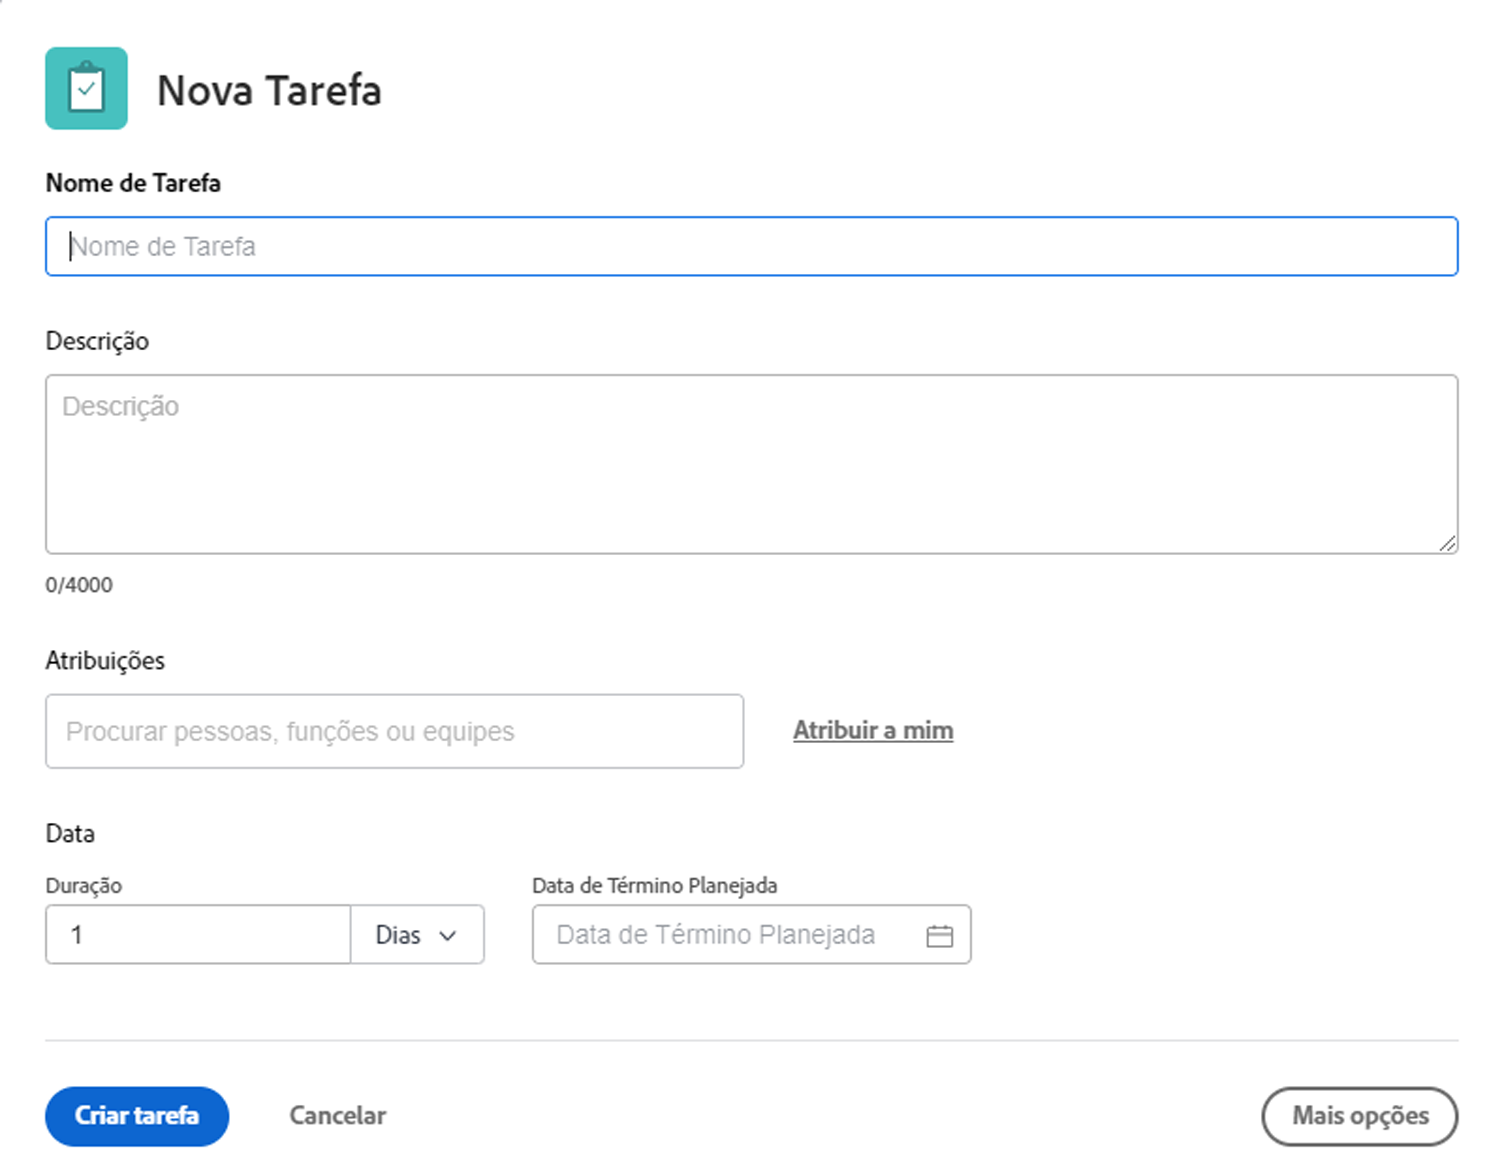 Nova Tarefa
Nome de Tarefa
Nome de Tarefa
Descrição
Descrição
0/4000
Atribuições
Procurar pessoas, funções ou equipes
Atribuir a mim
Data
Duração
Data de Término Planejada
1
Dias
Data de Término Planejada
Criar tarefa
Cancelar
Mais opções